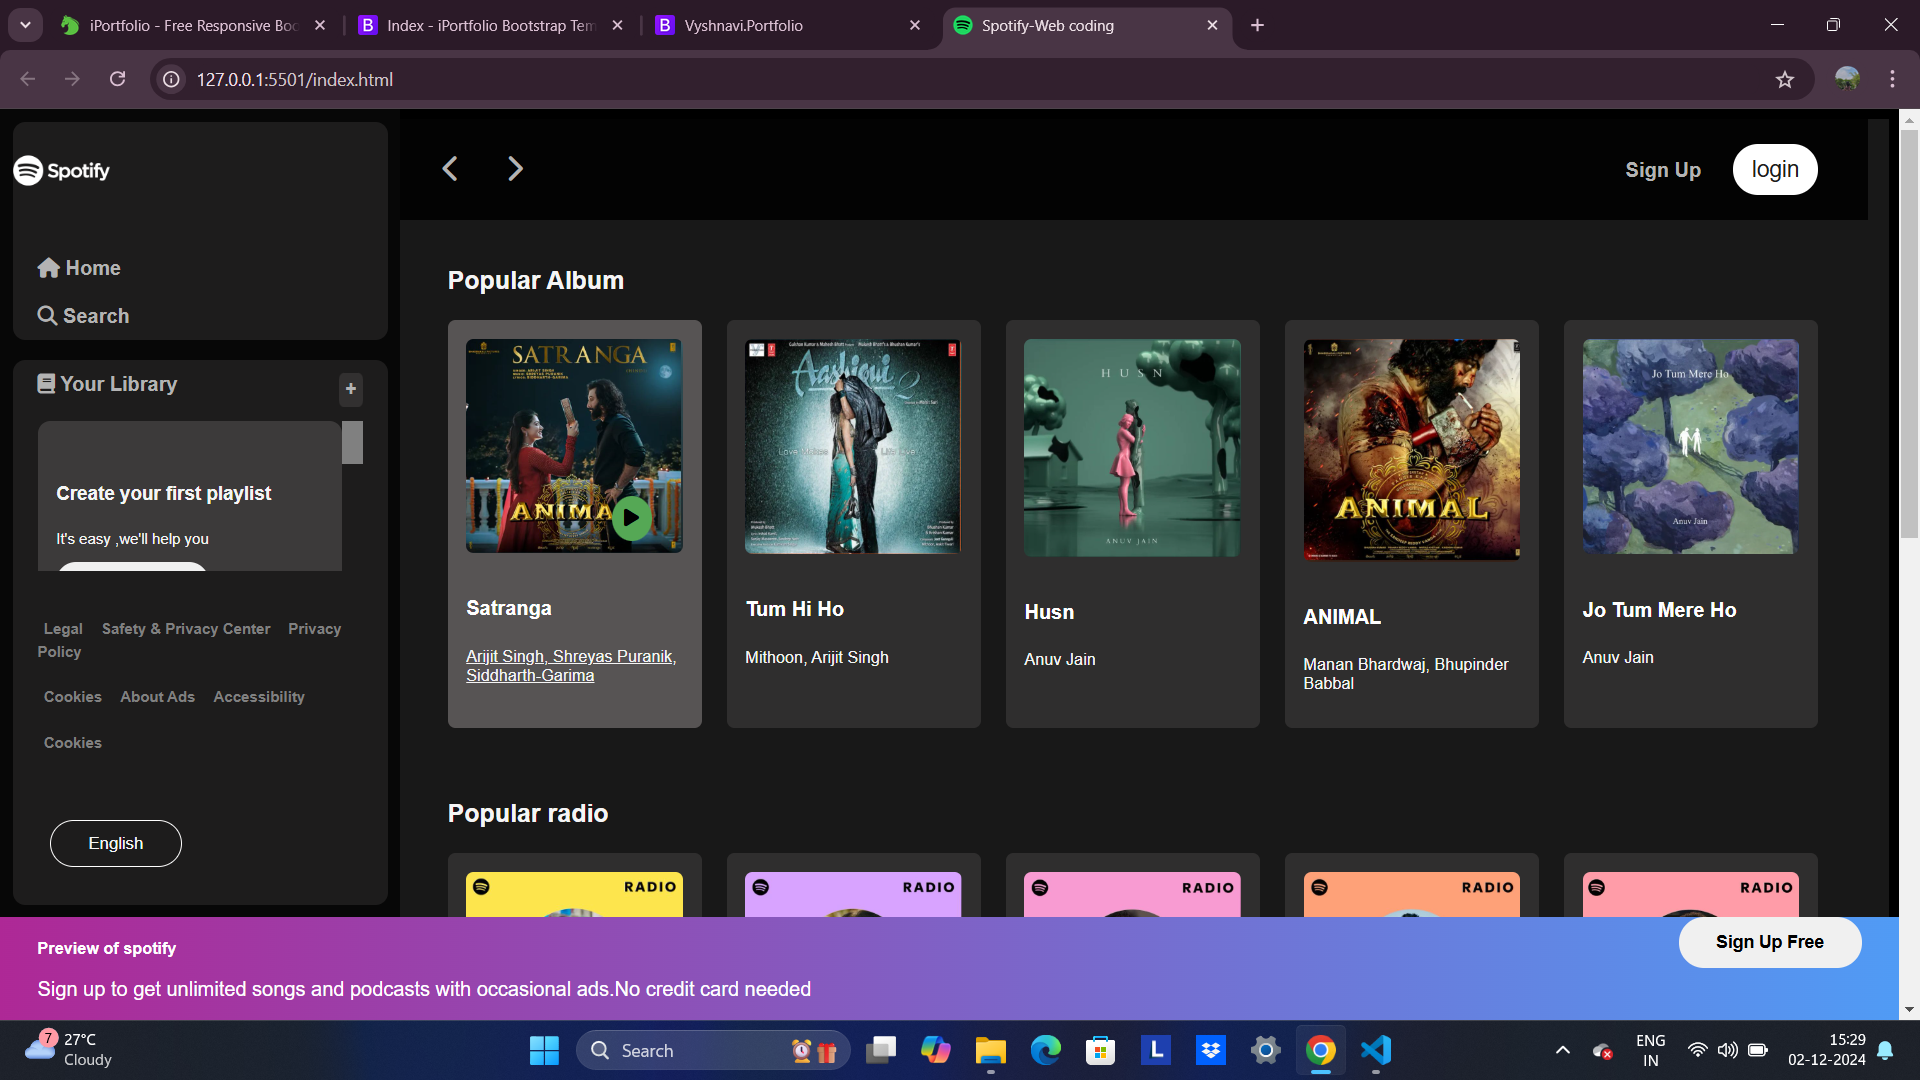 iPortfolio - Free Responsive Boo
Index - iPortfolio Bootstrap Tem
Vyshnavi.Portfolio
Spotify-Web coding
127.0.0.1:5501/index.html
Spotify
Home
Search
Your Library
+
Create your first playlist
It's easy ,we'll help you
Legal Safety & Privacy Center Privacy
Policy
Cookies About Ads Accessibility
Cookies
English
Sign Up
login
Popular Album
SATRANGA
ANIMA
Satranga
Arijit Singh, Shreyas Puranik,
Siddharth-Garima
Aashiqui 2
Tum Hi Ho
Mithoon, Arijit Singh
HUSN
ANUV JAIN
Husn
Anuv Jain
ANIMAL
ANIMAL
Manan Bhardwaj, Bhupinder
Babbal
Jo Tum Mere Ho
Anuv Jain
Jo Tum Mere Ho
Anuv Jain
Popular radio
RADIO
RADIO
RADIO
RADIO
RADIO
Preview of spotify
Sign up to get unlimited songs and podcasts with occasional ads.No credit card needed
Sign Up Free
7
27°C
Cloudy
Search
L
ENG
IN
15:29
02-12-2024